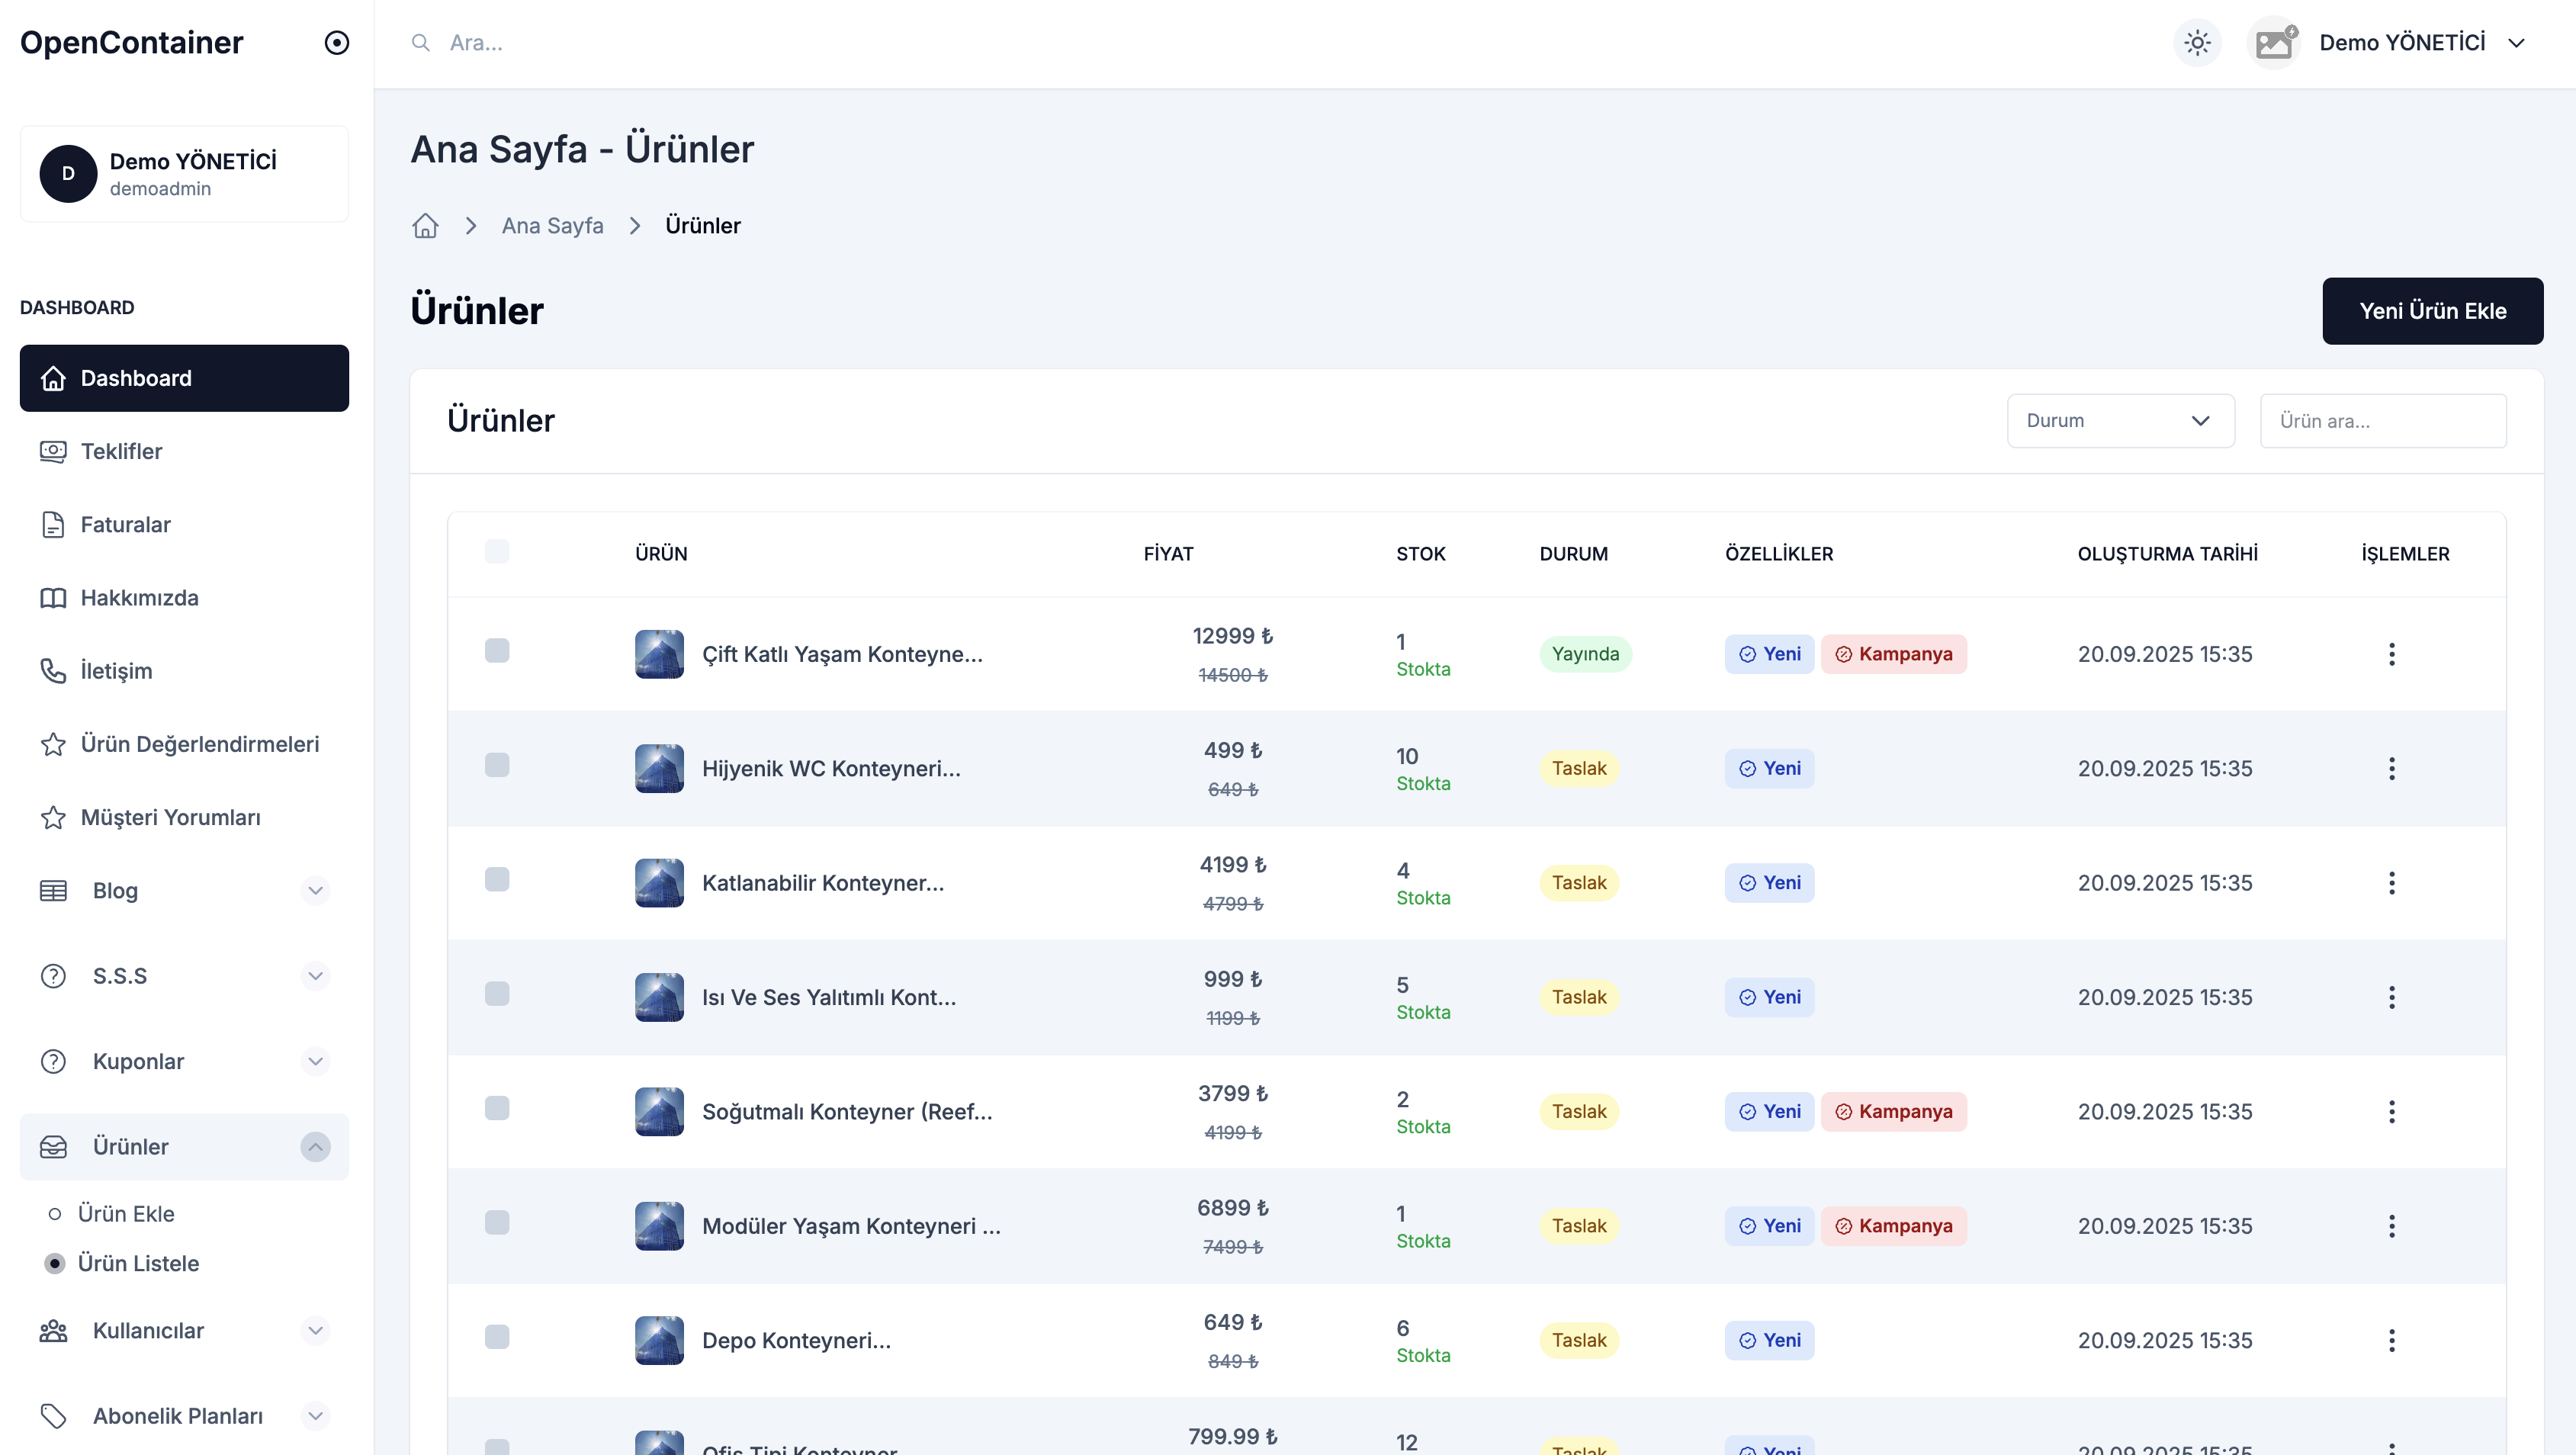 OpenContainer
Ara...
Demo YÖNETİCİ
D
Demo YÖNETİCİ
demoadmin
DASHBOARD
Dashboard
Teklifler
Faturalar
Hakkımızda
İletişim
Ürün Değerlendirmeleri
Müşteri Yorumları
Blog
S.S.S
Kuponlar
Ürünler
Ürün Ekle
Ürün Listele
Kullanıcılar
Abonelik Planları
Ana Sayfa - Ürünler
Ana Sayfa > Ürünler
Ürünler
Yeni Ürün Ekle
Ürünler
Durum
Ürün ara...
ÜRÜN FİYAT STOK DURUM ÖZELLİKLER OLUŞTURMA TARİHİ İŞLEMLER
Çift Katlı Yaşam Konteyne... 12999 ₺ 14500 ₺ 1 Stokta Yayında Yeni Kampanya 20.09.2025 15:35
Hijyenik WC Konteyneri... 499 ₺ 649 ₺ 10 Stokta Taslak Yeni 20.09.2025 15:35
Katlanabilir Konteyner... 4199 ₺ 4799 ₺ 4 Stokta Taslak Yeni 20.09.2025 15:35
Isı Ve Ses Yalıtımlı Kont... 999 ₺ 1199 ₺ 5 Stokta Taslak Yeni 20.09.2025 15:35
Soğutmalı Konteyner (Reef... 3799 ₺ 4199 ₺ 2 Stokta Taslak Yeni Kampanya 20.09.2025 15:35
Modüler Yaşam Konteyneri ... 6899 ₺ 7499 ₺ 1 Stokta Taslak Yeni Kampanya 20.09.2025 15:35
Depo Konteyneri... 649 ₺ 849 ₺ 6 Stokta Taslak Yeni 20.09.2025 15:35
Ofis Tipi Konteyner 799.99 ₺ 12 Taslak Yeni 20.09.2025 15:35